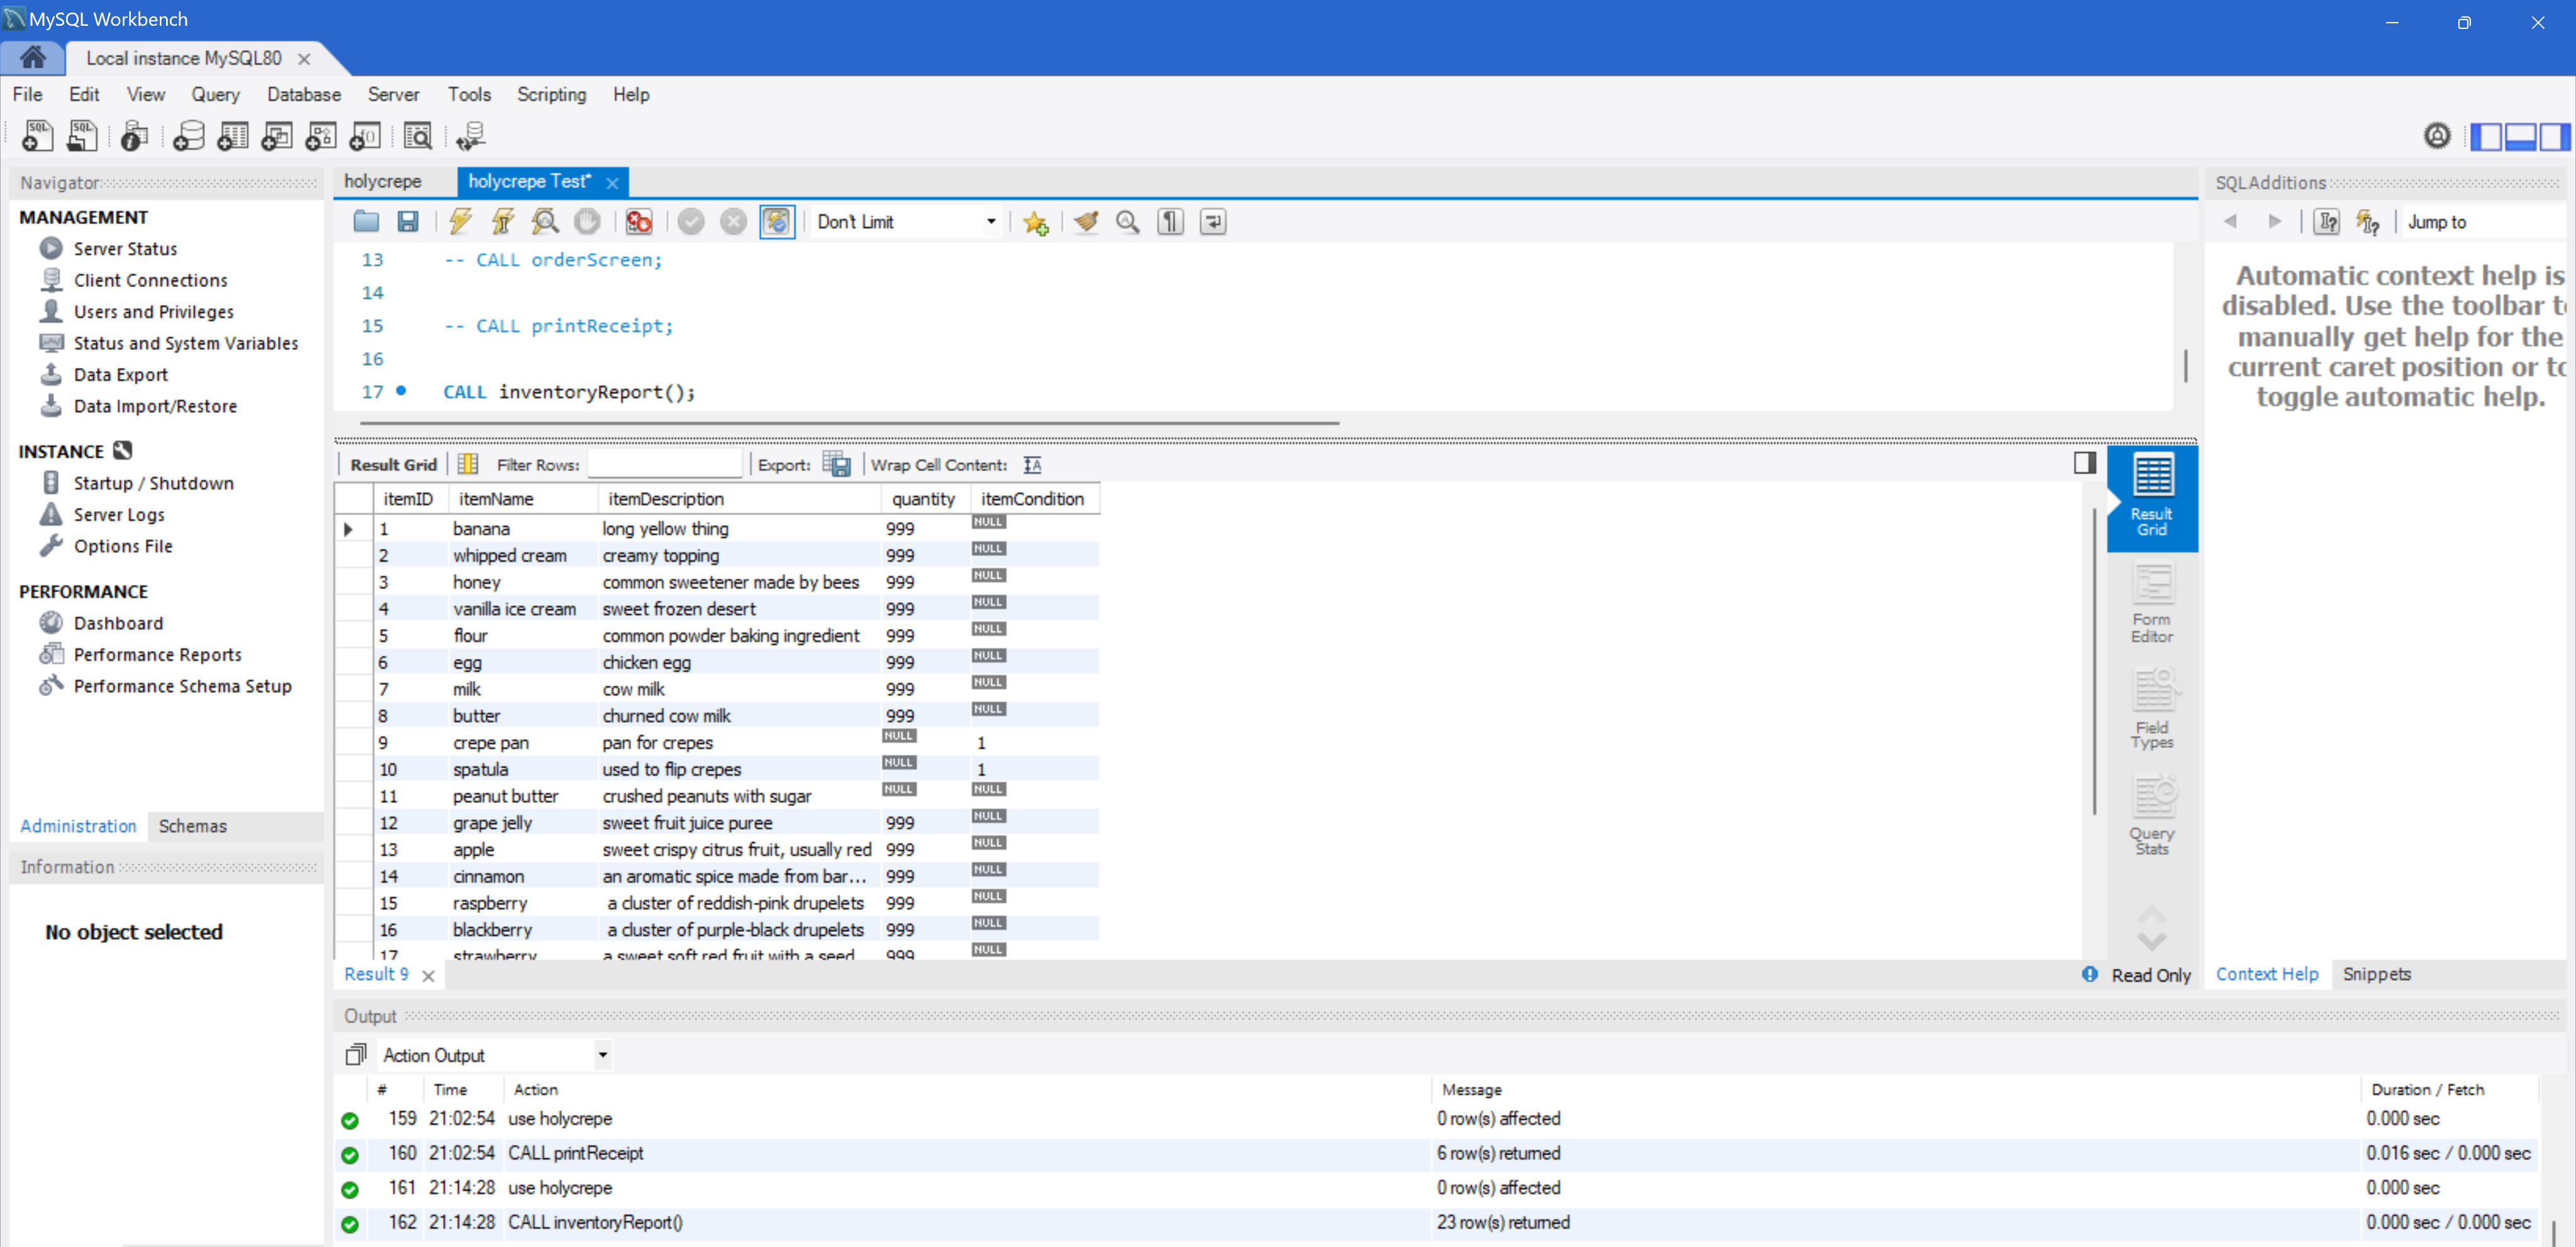 MySQL Workbench
Local instance MySQL80
File Edit View Query Database Server Tools Scripting Help
Navigator
MANAGEMENT
Server Status
Client Connections
Users and Privileges
Status and System Variables
Data Export
Data Import/Restore
INSTANCE
Startup / Shutdown
Server Logs
Options File
PERFORMANCE
Dashboard
Performance Reports
Performance Schema Setup
Administration Schemas
Information
No object selected
holycrepe holycrepe Test*
Don't Limit
13 -- CALL orderScreen;
14
15 -- CALL printReceipt;
16
17 CALL inventoryReport();
Result Grid Filter Rows: Export: Wrap Cell Content:
itemID itemName itemDescription quantity itemCondition
1 banana long yellow thing 999 NULL
2 whipped cream creamy topping 999 NULL
3 honey common sweetener made by bees 999 NULL
4 vanilla ice cream sweet frozen desert 999 NULL
5 flour common powder baking ingredient 999 NULL
6 egg chicken egg 999 NULL
7 milk cow milk 999 NULL
8 butter churned cow milk 999 NULL
9 crepe pan pan for crepes NULL 1
10 spatula used to flip crepes NULL 1
11 peanut butter crushed peanuts with sugar NULL NULL
12 grape jelly sweet fruit juice puree 999 NULL
13 apple sweet crispy citrus fruit, usually red 999 NULL
14 cinnamon an aromatic spice made from bar... 999 NULL
15 raspberry a cluster of reddish-pink drupelets 999 NULL
16 blackberry a cluster of purple-black drupelets 999 NULL
17 strawberry a sweet soft red fruit with a seed 999 NULL
Result Grid
Form Editor
Field Types
Query Stats
Result 9
Read Only
SQLAdditions
Jump to
Automatic context help is
disabled. Use the toolbar to
manually get help for the
current caret position or to
toggle automatic help.
Context Help Snippets
Output
Action Output
# Time Action Message Duration / Fetch
159 21:02:54 use holycrepe 0 row(s) affected 0.000 sec
160 21:02:54 CALL printReceipt 6 row(s) returned 0.016 sec / 0.000 sec
161 21:14:28 use holycrepe 0 row(s) affected 0.000 sec
162 21:14:28 CALL inventoryReport() 23 row(s) returned 0.000 sec / 0.000 sec